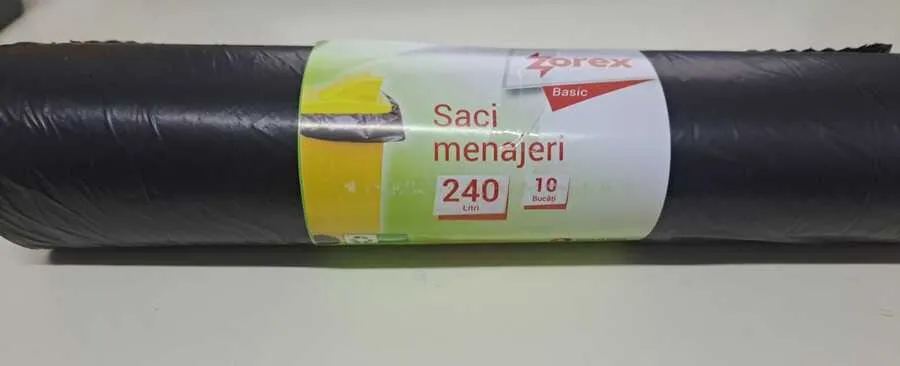 Zorex
Basic
Saci
menajeri
240
Litri
10
Bucăți